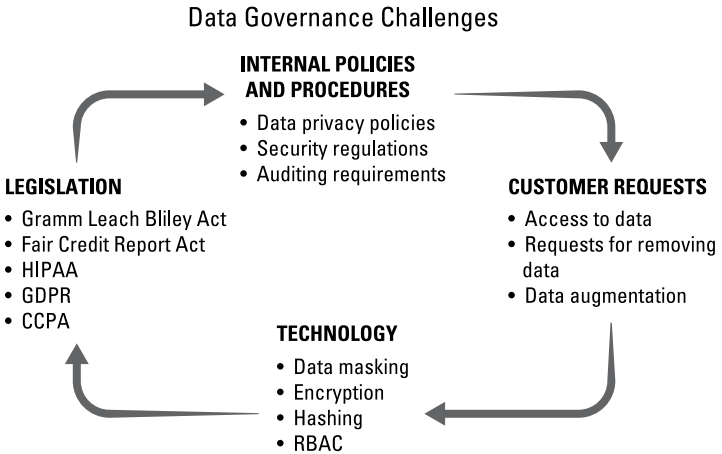 Data Governance Challenges
INTERNAL POLICIES
AND PROCEDURES
• Data privacy policies
• Security regulations
• Auditing requirements
LEGISLATION
• Gramm Leach Bliley Act
• Fair Credit Report Act
• HIPAA
• GDPR
• CCPA
CUSTOMER REQUESTS
• Access to data
• Requests for removing
data
• Data augmentation
TECHNOLOGY
• Data masking
• Encryption
• Hashing
• RBAC